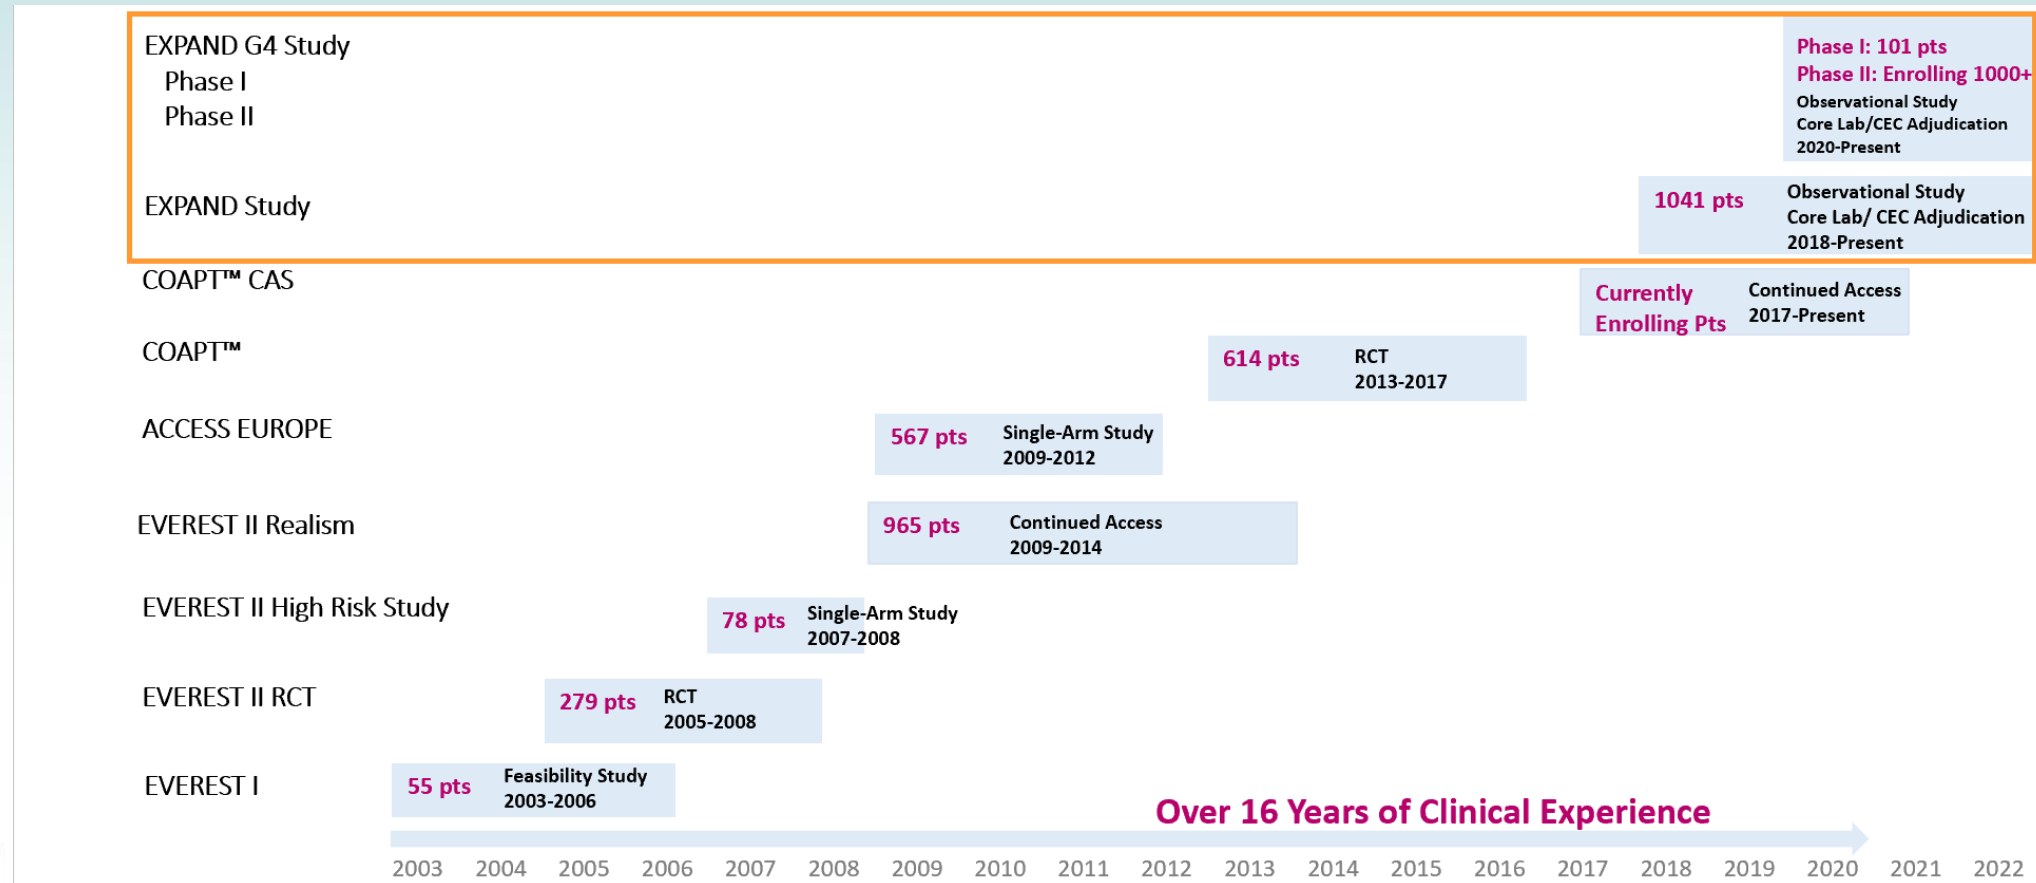 EXPAND G4 Study
Phase I
Phase II
Phase I: 101 pts
Phase II: Enrolling 1000+
Observational Study
Core Lab/CEC Adjudication
2020-Present
EXPAND Study
1041 pts
Observational Study
Core Lab/ CEC Adjudication
2018-Present
COAPT™ CAS
Currently
Enrolling Pts
Continued Access
2017-Present
COAPT™
614 pts
RCT
2013-2017
ACCESS EUROPE
567 pts
Single-Arm Study
2009-2012
EVEREST II Realism
965 pts
Continued Access
2009-2014
EVEREST II High Risk Study
78 pts
Single-Arm Study
2007-2008
EVEREST II RCT
279 pts
RCT
2005-2008
EVEREST I
55 pts
Feasibility Study
2003-2006
Over 16 Years of Clinical Experience
2003 2004 2005 2006 2007 2008 2009 2010 2011 2012 2013 2014 2015 2016 2017 2018 2019 2020 2021 2022